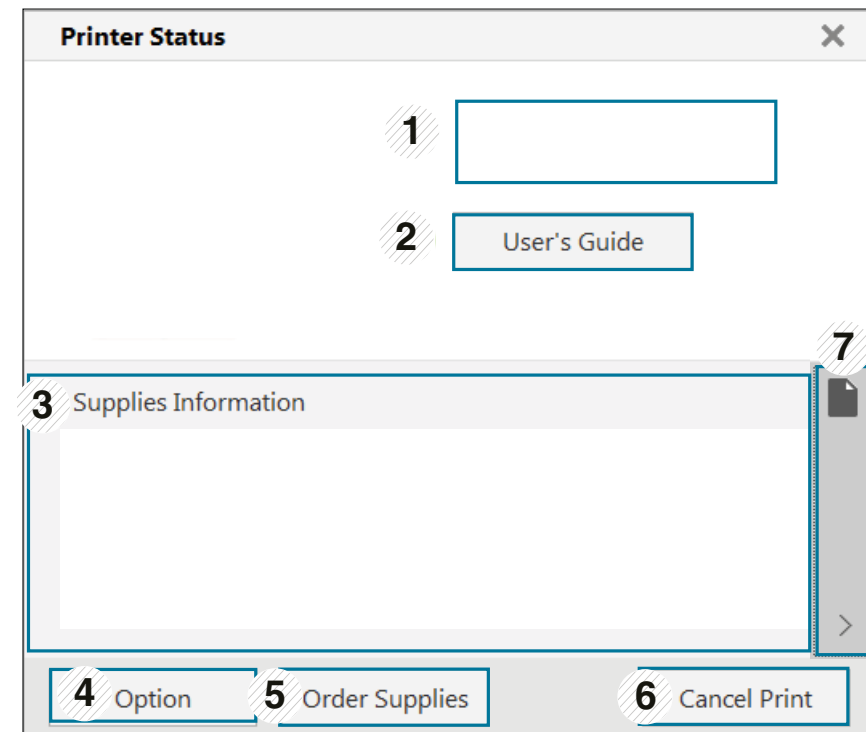 Printer Status
1
2 User's Guide
7
3 Supplies Information
4 Option 5 Order Supplies 6 Cancel Print